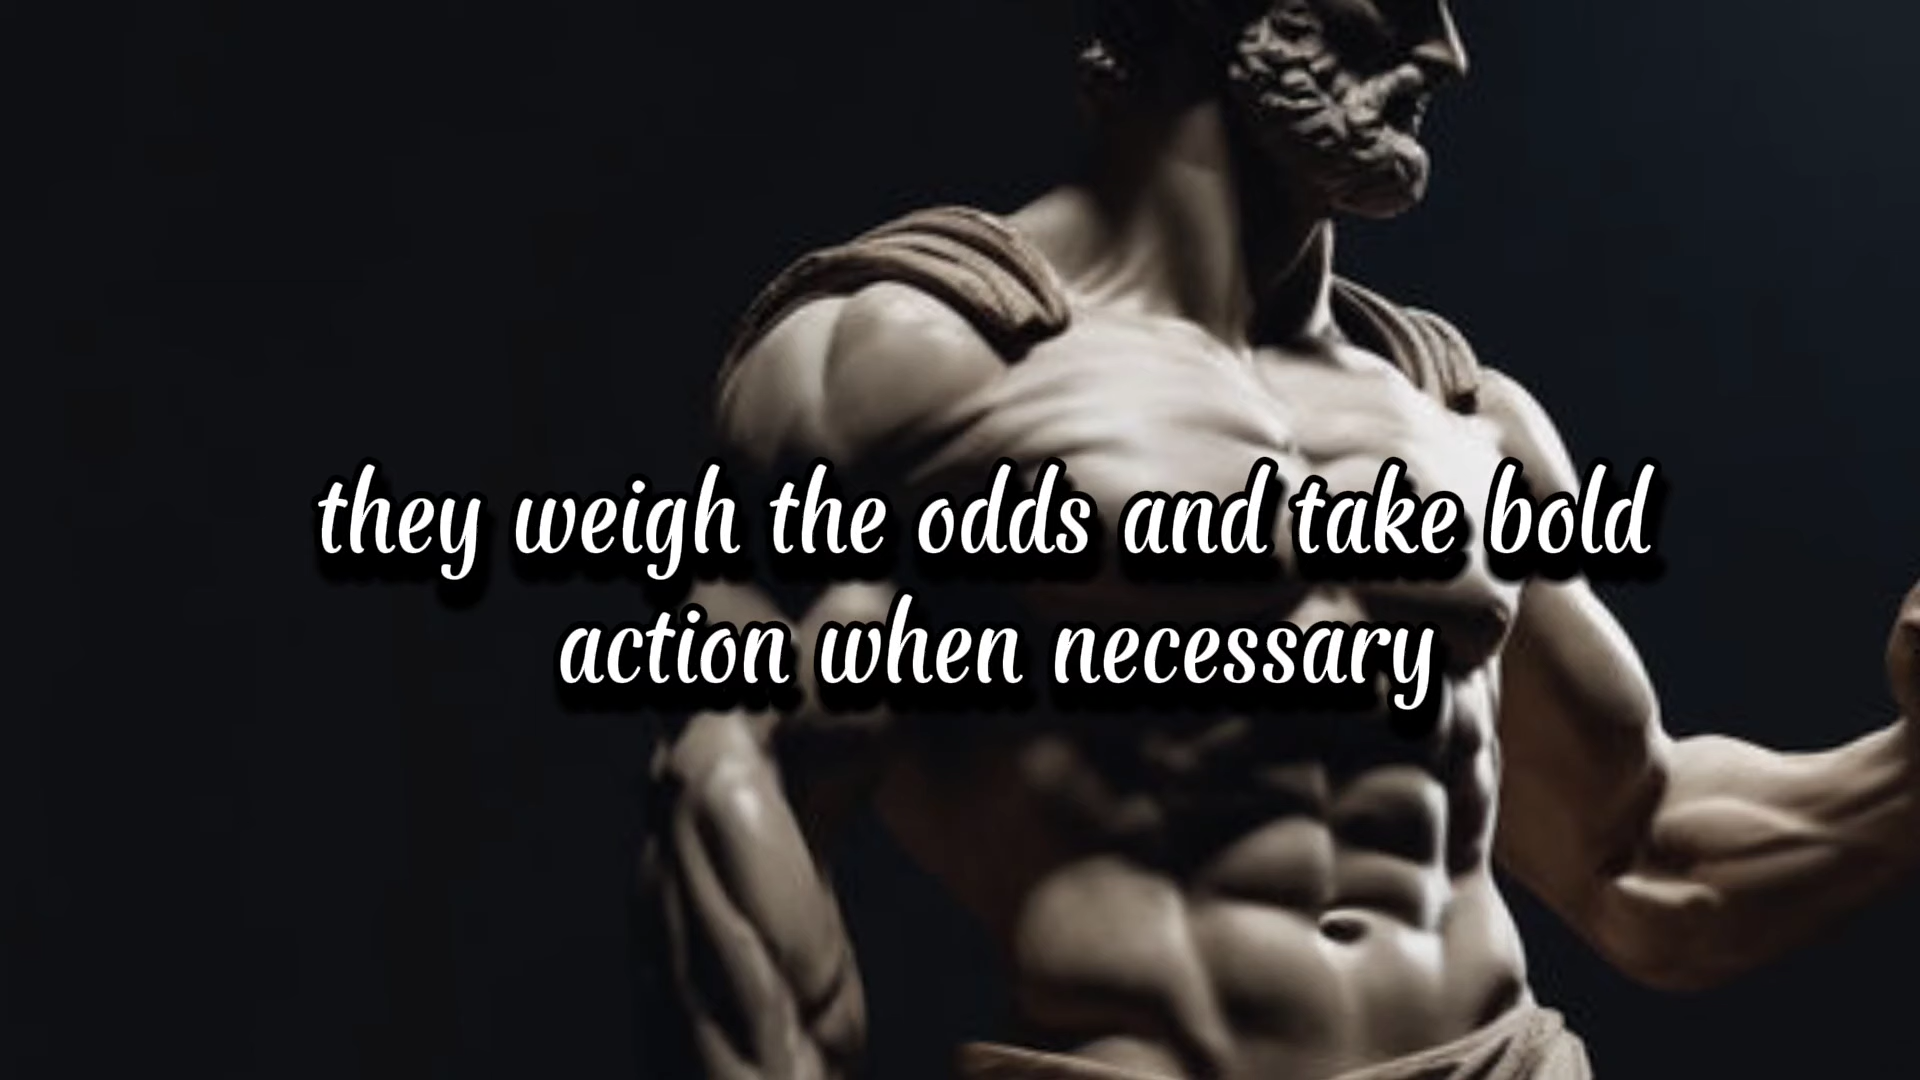 they weigh the odds and take bold
action when necessary